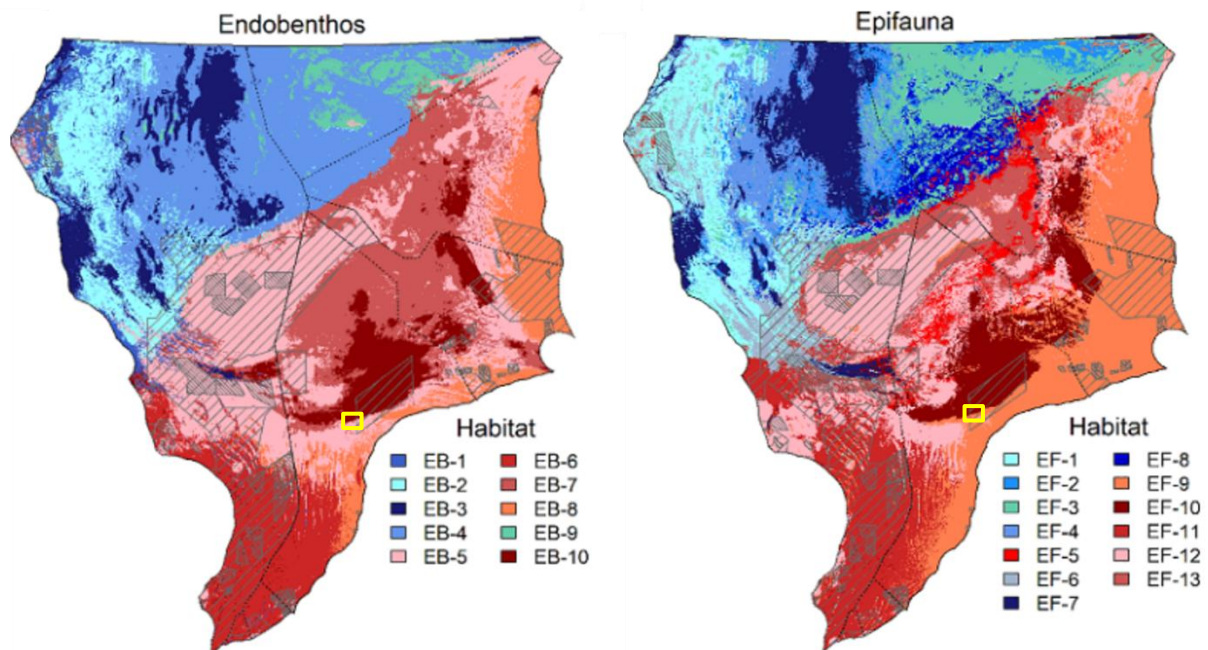 Endobenthos
Habitat
EB-1 EB-6
EB-2 EB-7
EB-3 EB-8
EB-4 EB-9
EB-5 EB-10
Epifauna
Habitat
EF-1 EF-8
EF-2 EF-9
EF-3 EF-10
EF-4 EF-11
EF-5 EF-12
EF-6 EF-13
EF-7